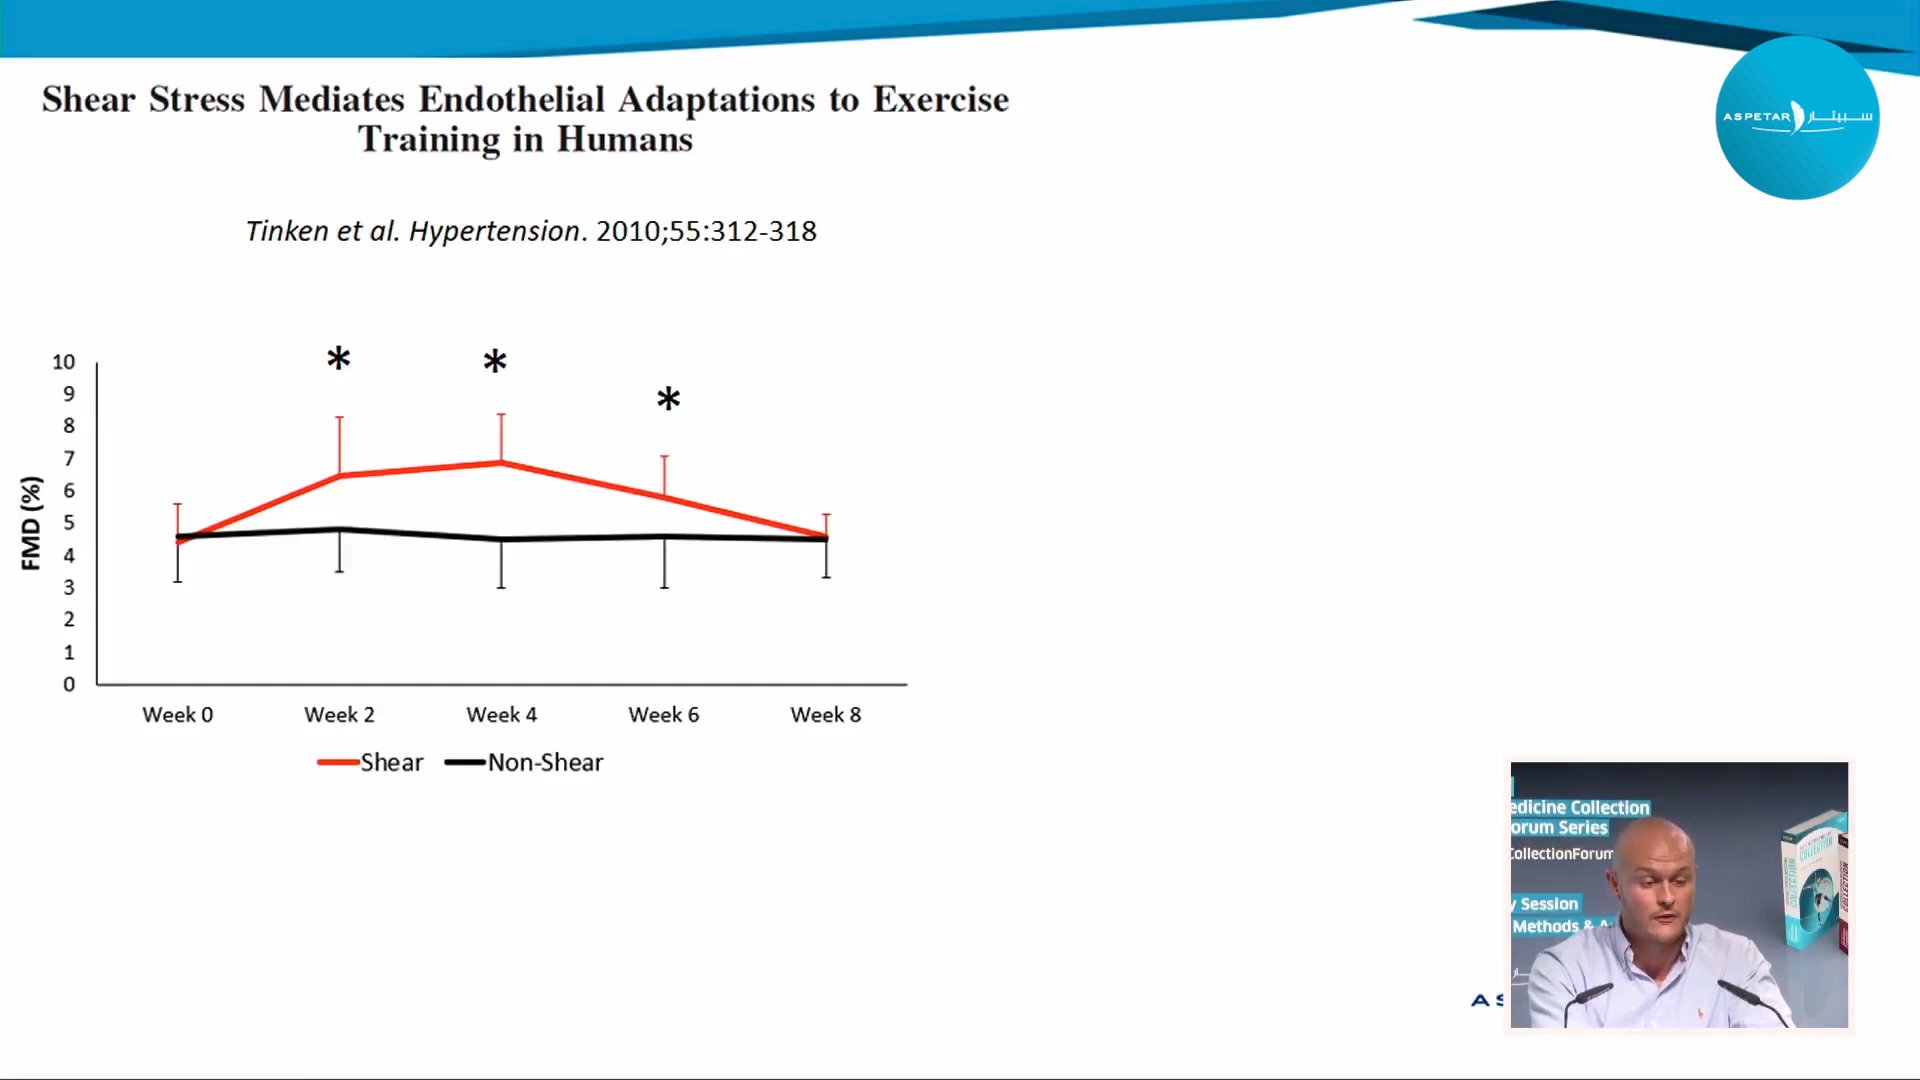 Shear Stress Mediates Endothelial Adaptations to Exercise
Training in Humans
ASPETAR سبيتار
Tinken et al. Hypertension. 2010;55:312-318
* * *
10
9
8
7
6
5
4
3
2
1
0
FMD (%)
Week 0 Week 2 Week 4 Week 6 Week 8
Shear Non-Shear
edicine Collection
orum Series
CollectionForum
y Session
Methods &
COLLECTION
A S